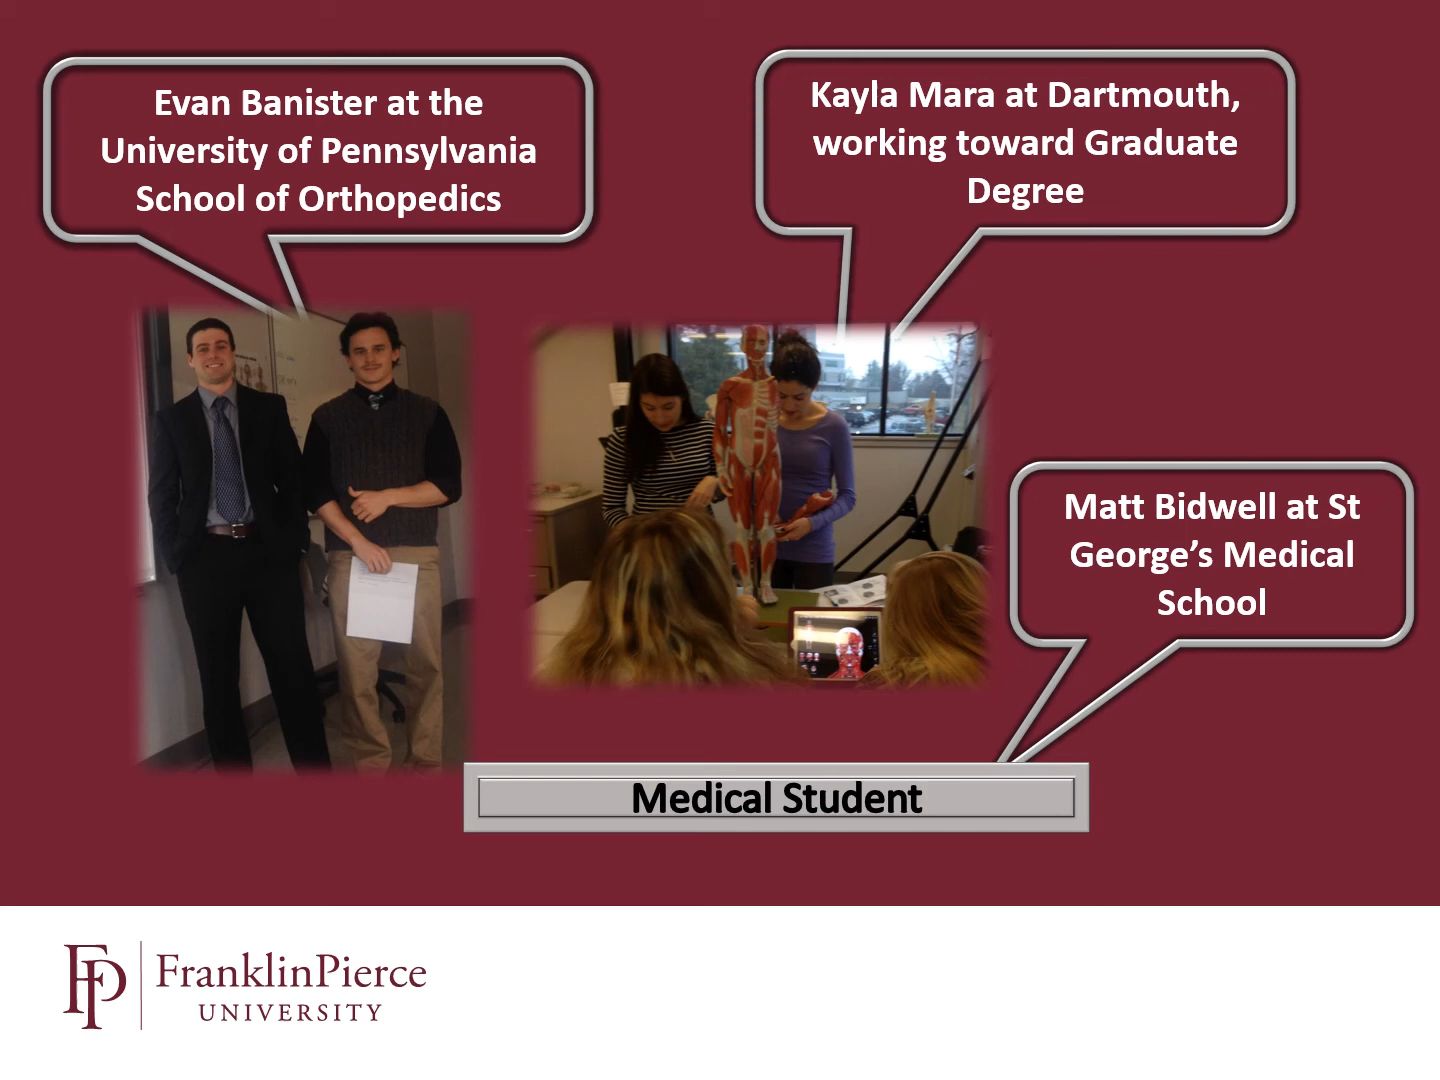 Evan Banister at the
University of Pennsylvania
School of Orthopedics
Kayla Mara at Dartmouth,
working toward Graduate
Degree
Matt Bidwell at St
George’s Medical
School
Medical Student
FP
FranklinPierce
UNIVERSITY